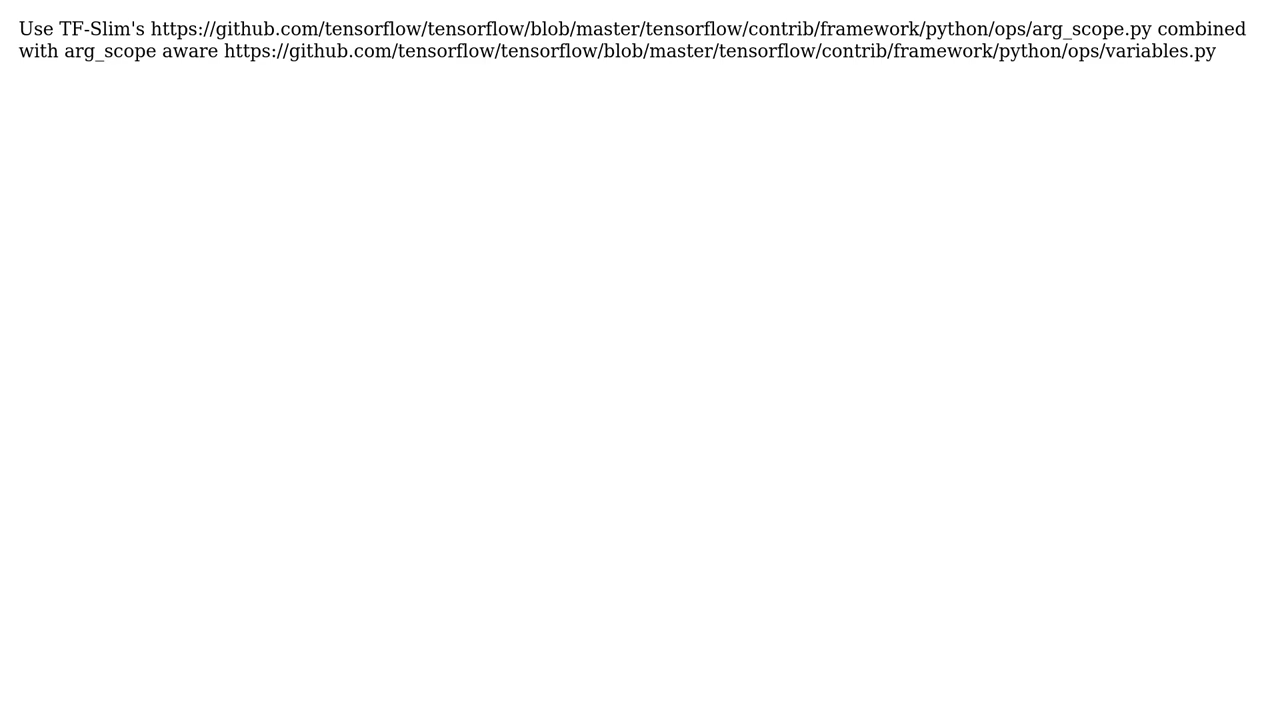 Use TF-Slim's https://github.com/tensorflow/tensorflow/blob/master/tensorflow/contrib/framework/python/ops/arg_scope.py combined
with arg_scope aware https://github.com/tensorflow/tensorflow/blob/master/tensorflow/contrib/framework/python/ops/variables.py